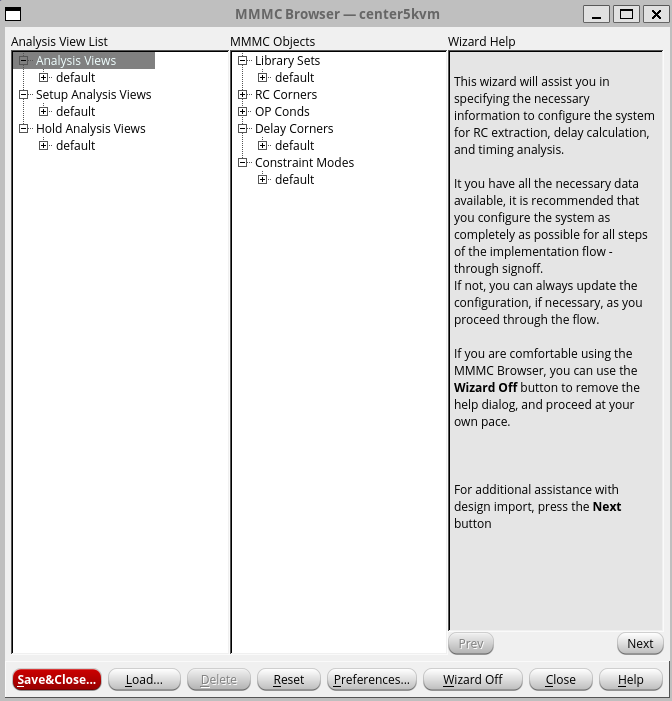 MMMC Browser — center5kvm
Analysis View List
Analysis Views
default
Setup Analysis Views
default
Hold Analysis Views
default
MMMC Objects
Library Sets
default
RC Corners
OP Conds
Delay Corners
default
Constraint Modes
default
Wizard Help
This wizard will assist you in
specifying the necessary
information to configure the system
for RC extraction, delay calculation,
and timing analysis.
It you have all the necessary data
available, it is recommended that
you configure the system as
completely as possible for all steps
of the implementation flow -
through signoff.
If not, you can always update the
configuration, if necessary, as you
proceed through the flow.
If you are comfortable using the
MMMC Browser, you can use the
Wizard Off button to remove the
help dialog, and proceed at your
own pace.
For additional assistance with
design import, press the Next
button
Prev Next
Save&Close... Load... Delete Reset Preferences... Wizard Off Close Help